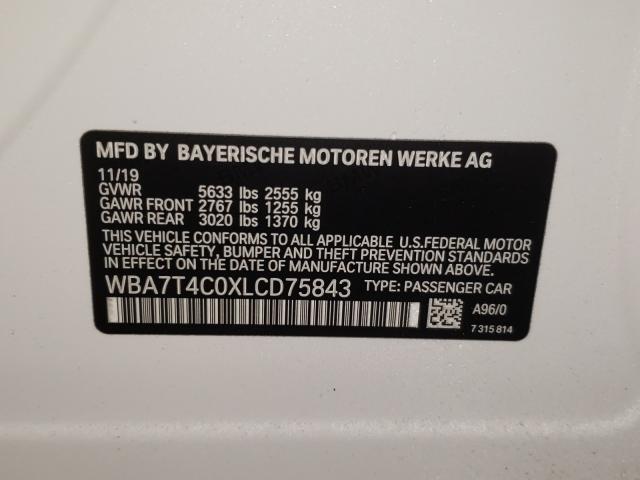 MFD BY BAYERISCHE MOTOREN WERKE AG
11/19
GVWR 5633 lbs 2555 kg
GAWR FRONT 2767 lbs 1255 kg
GAWR REAR 3020 lbs 1370 kg
THIS VEHICLE CONFORMS TO ALL APPLICABLE U.S.FEDERAL MOTOR
VEHICLE SAFETY, BUMPER AND THEFT PREVENTION STANDARDS
IN EFFECT ON THE DATE OF MANUFACTURE SHOWN ABOVE.
WBA7T4C0XLCD75843 TYPE: PASSENGER CAR
A96/0
7 315 814